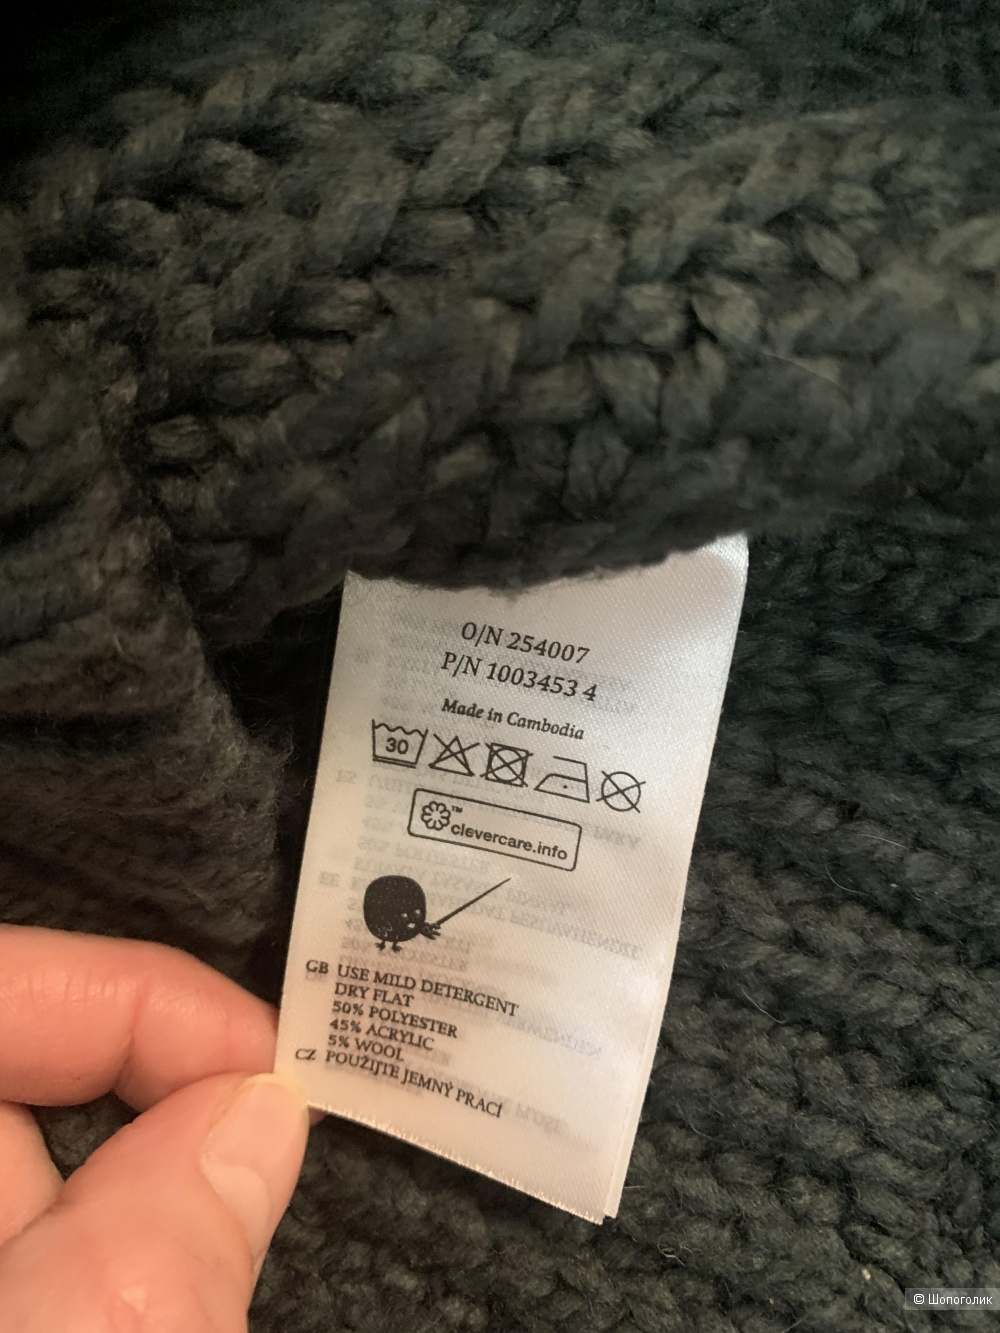 O/N 254007
P/N 1003453 4
Made in Cambodia
30
™
clevercare.info
GB USE MILD DETERGENT
DRY FLAT
50% POLYESTER
45% ACRYLIC
5% WOOL
CZ POUŽIJTE JEMNÝ PRACÍ
© Шопоголик